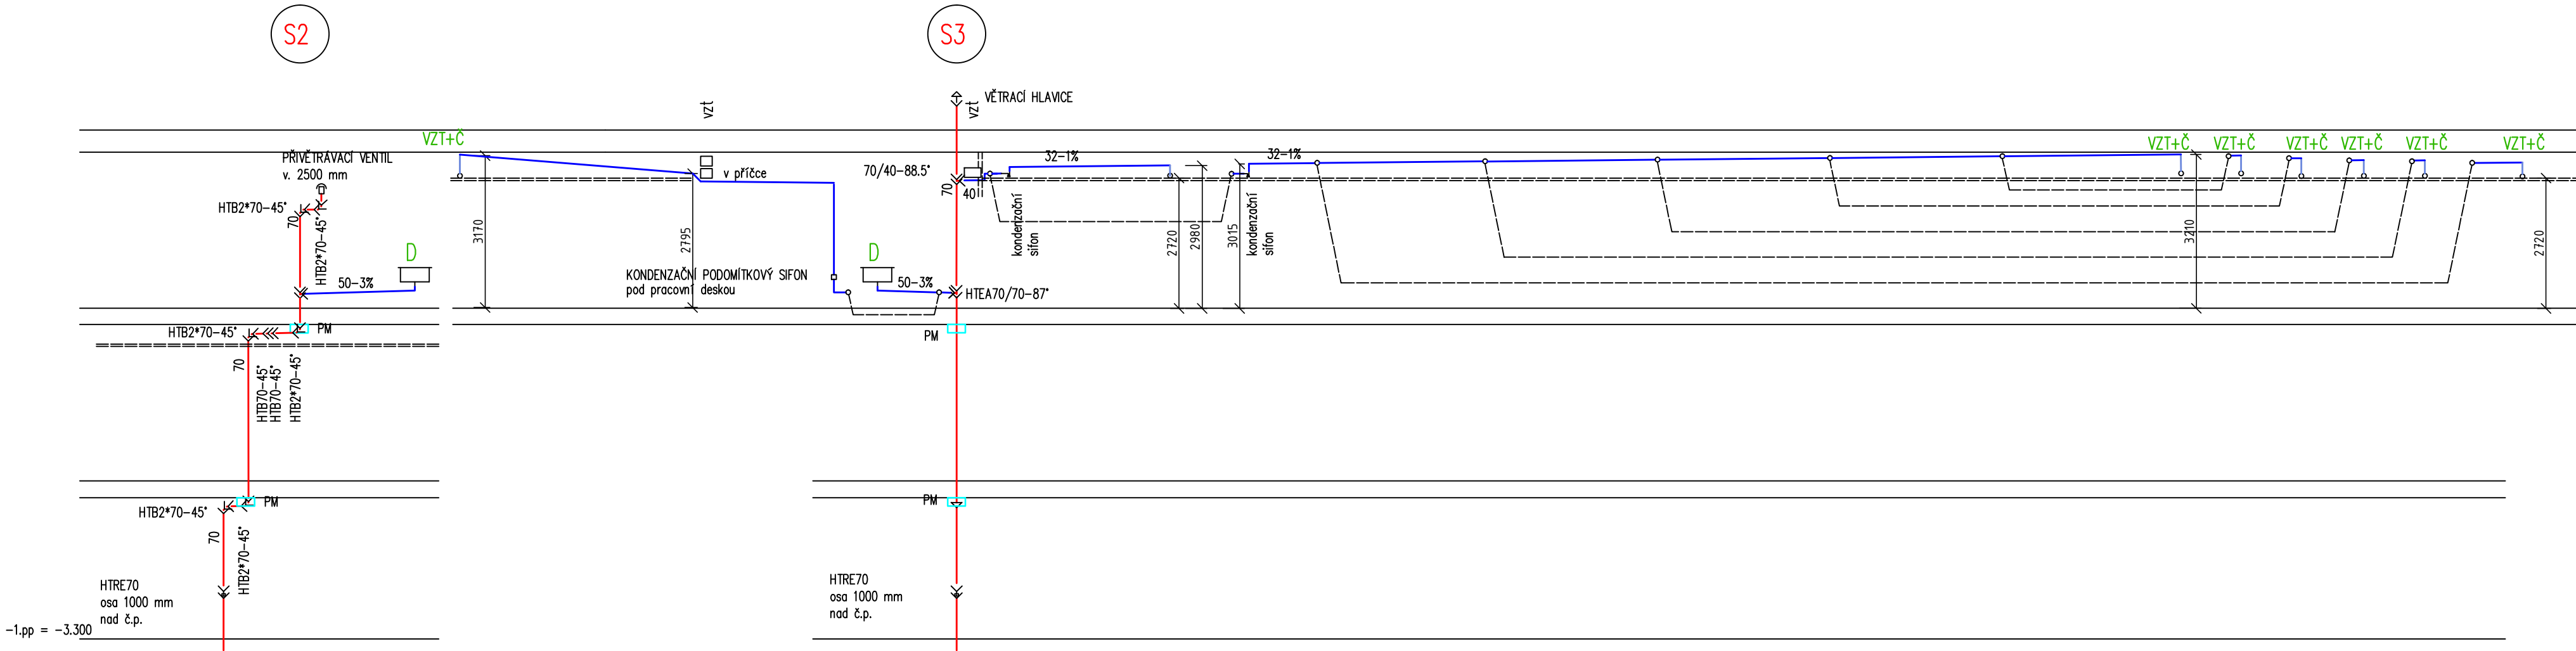 S2
S3
VĚTRACÍ HLAVICE
vzt
vzt
VZT+Č
VZT+Č
VZT+Č
VZT+Č
VZT+Č
VZT+Č
VZT+Č
PŘIVĚTRÁVACÍ VENTIL
v. 2500 mm
v příčce
70/40-88.5°
32-1%
32-1%
HTB2*70-45°
70
HTB2*70-45°
70
40
kondenzační
sifon
kondenzační
sifon
3170
2795
2720
2980
3015
3210
2720
D
D
50-3%
50-3%
KONDENZAČNÍ PODOMÍTKOVÝ SIFON
pod pracovní deskou
HTEA70/70-87°
HTB2*70-45°
PM
PM
70
HTB70-45°
HTB70-45°
HTB2*70-45°
PM
PM
HTB2*70-45°
70
HTB2*70-45°
HTRE70
osa 1000 mm
nad č.p.
HTRE70
osa 1000 mm
nad č.p.
-1.pp = -3.300